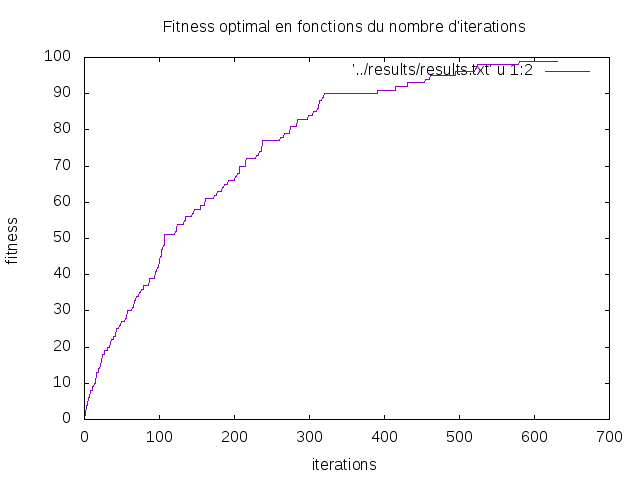 Fitness optimal en fonctions du nombre d'iterations
100
'../results/results.txt' u 1:2
90
80
70
60
50
40
30
20
10
0
fitness
0 100 200 300 400 500 600 700
iterations